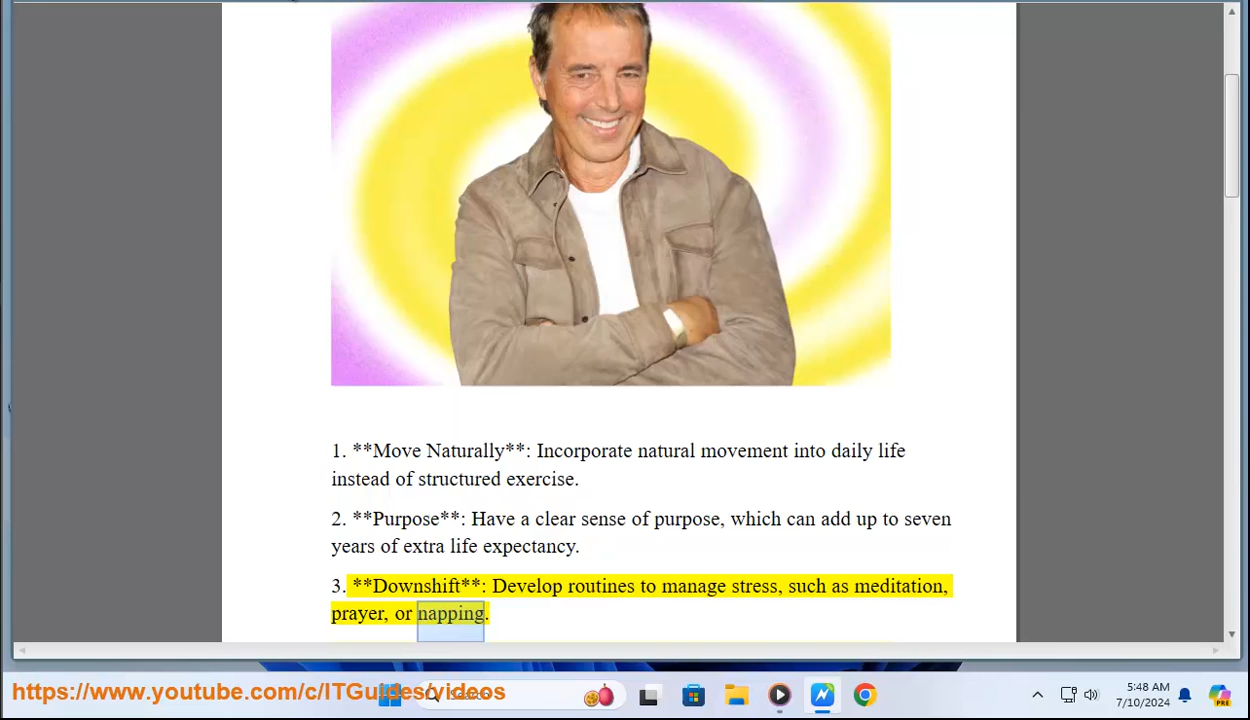 1. **Move Naturally**: Incorporate natural movement into daily life
instead of structured exercise.
2. **Purpose**: Have a clear sense of purpose, which can add up to seven
years of extra life expectancy.
3. **Downshift**: Develop routines to manage stress, such as meditation,
prayer, or napping.
https://www.youtube.com/c/ITGuides/videos
Search
5:48 AM
7/10/2024
PRE